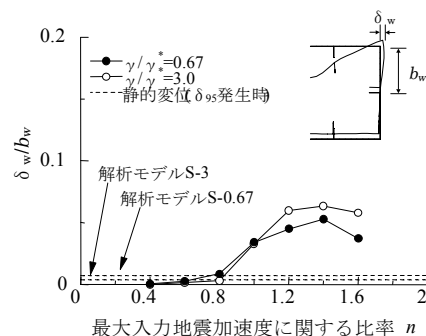 0.2
δ w
γ/γ*=0.67
γ/γ*=3.0
静的変位(δ95発生時)
bw
δ w/bw
0.1
解析モデルS-3
解析モデルS-0.67
0
0.4 0.8 1.2 1.6 2
最大入力地震加速度に関する比率 n